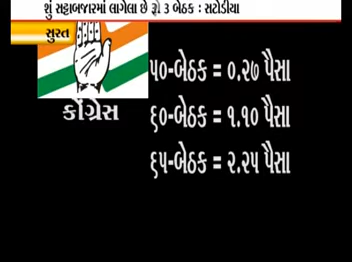 શું સટ્ટાબજારમાં લાગેલા છે રૂો ૩ બેઠક : સટોડીયા
સુરત
૫૦-બેઠક = ૦.૨૭ પૈસા
કોંગ્રેસ
૬૦-બેઠક = ૧.૧૦ પૈસા
૬૫-બેઠક = ૨.૨૫ પૈસા